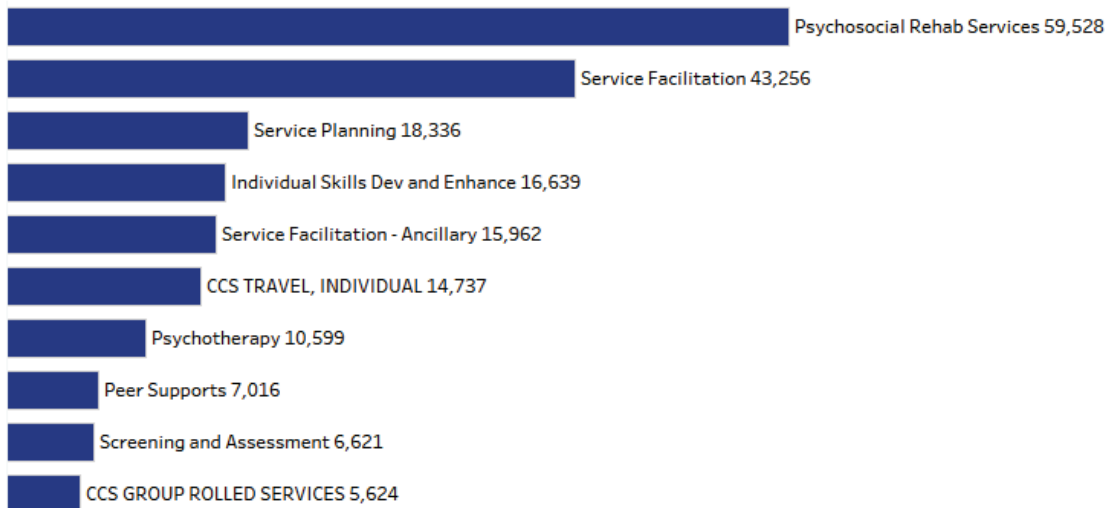 Psychosocial Rehab Services 59,528
Service Facilitation 43,256
Service Planning 18,336
Individual Skills Dev and Enhance 16,639
Service Facilitation - Ancillary 15,962
CCS TRAVEL, INDIVIDUAL 14,737
Psychotherapy 10,599
Peer Supports 7,016
Screening and Assessment 6,621
CCS GROUP ROLLED SERVICES 5,624